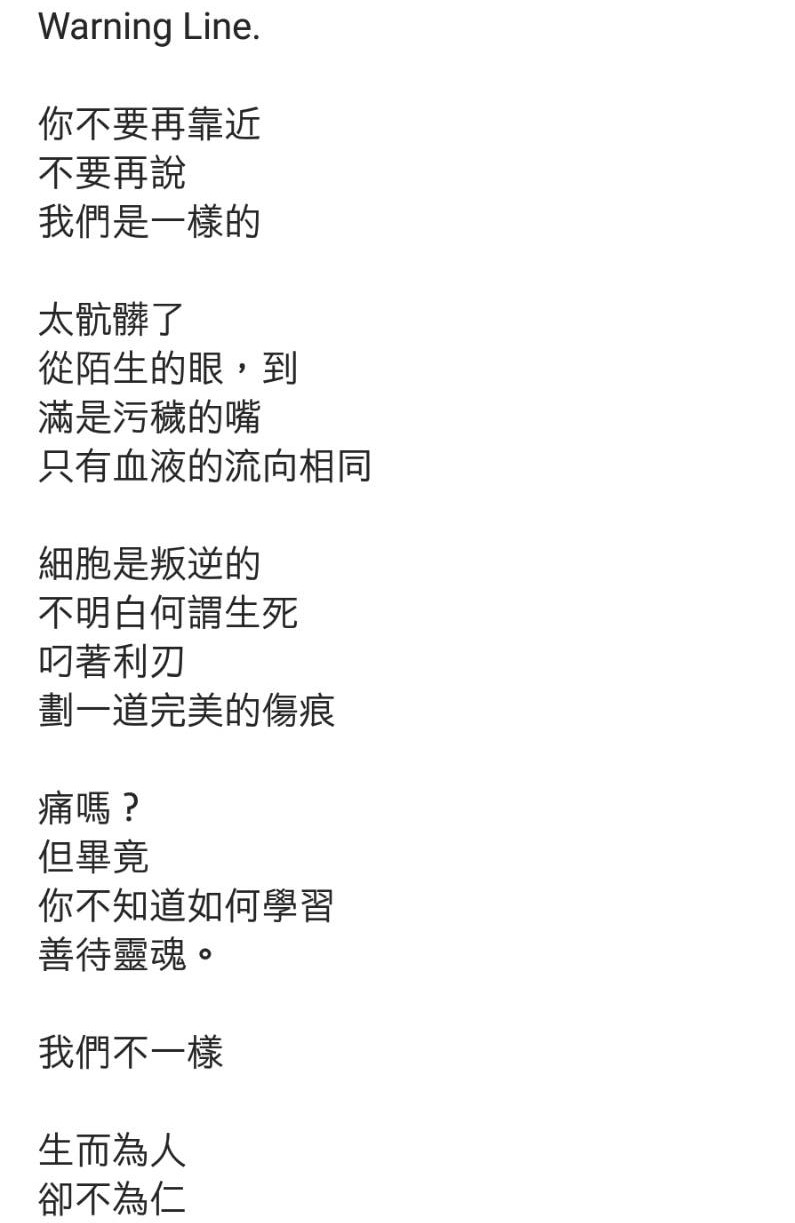 Warning Line.
你不要再靠近
不要再說
我們是一樣的
太骯髒了
從陌生的眼，到
滿是污穢的嘴
只有血液的流向相同
細胞是叛逆的
不明白何謂生死
叼著利刃
劃一道完美的傷痕
痛嗎？
但畢竟
你不知道如何學習
善待靈魂。
我們不一樣
生而為人
卻不為仁